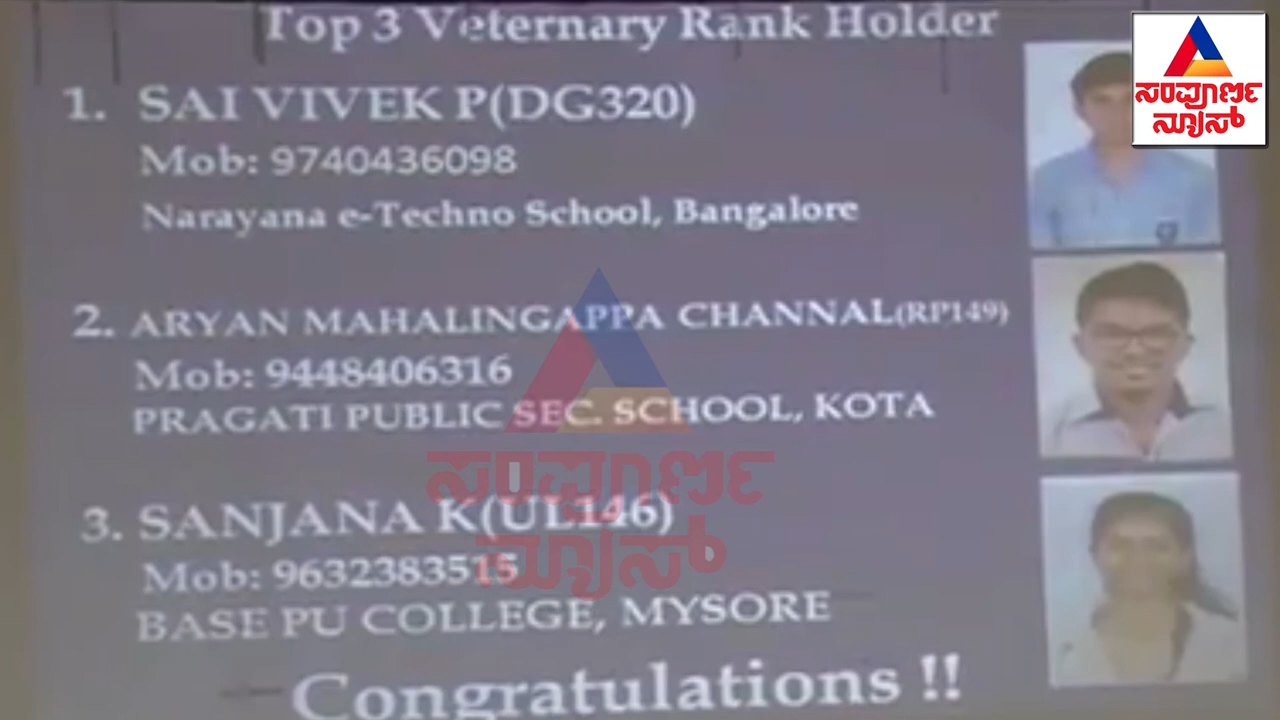 Top 3 Veternary Rank Holder
ಸಂಪೂರ್ಣ
ನ್ಯೂಸ್
1. SAI VIVEK P(DG320)
Mob: 9740436098
Narayana e-Techno School, Bangalore
2. ARYAN MAHALINGAPPA CHANNAL(RP149)
Mob: 9448406316
PRAGATI PUBLIC SEC. SCHOOL, KOTA
ಸಂಪೂರ್ಣ
3. SANJANA K(UL146)
ನ್ಯೂಸ್
Mob: 9632383515
BASE PU COLLEGE, MYSORE
Congratulations !!